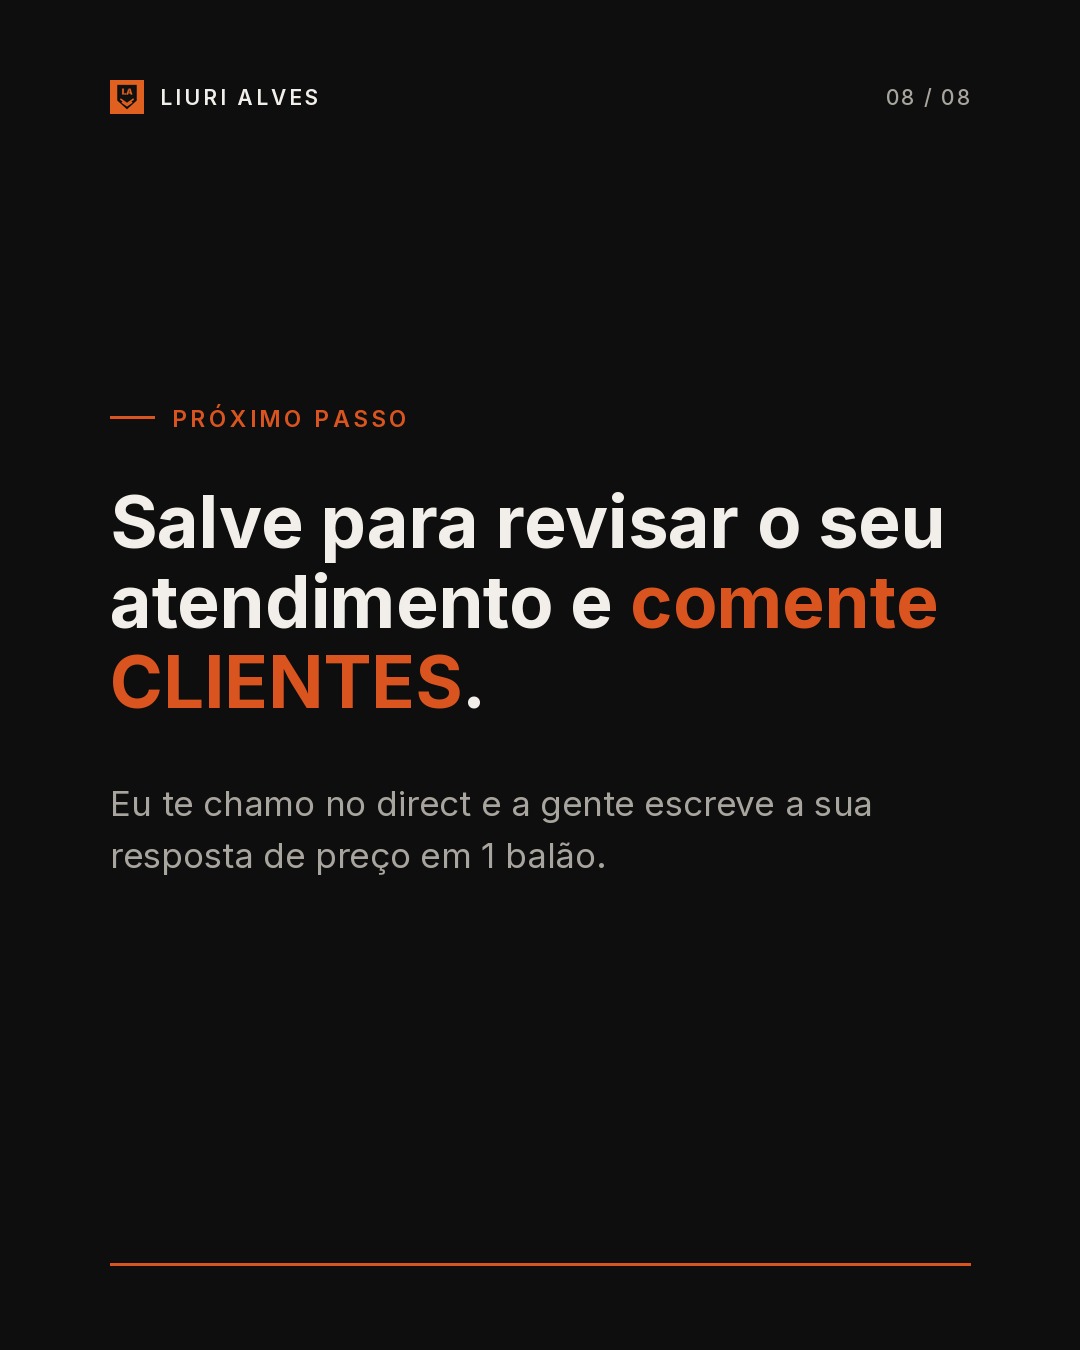 LA
LIURI ALVES
08 / 08
PRÓXIMO PASSO
Salve para revisar o seu
atendimento e comente
CLIENTES.
Eu te chamo no direct e a gente escreve a sua
resposta de preço em 1 balão.